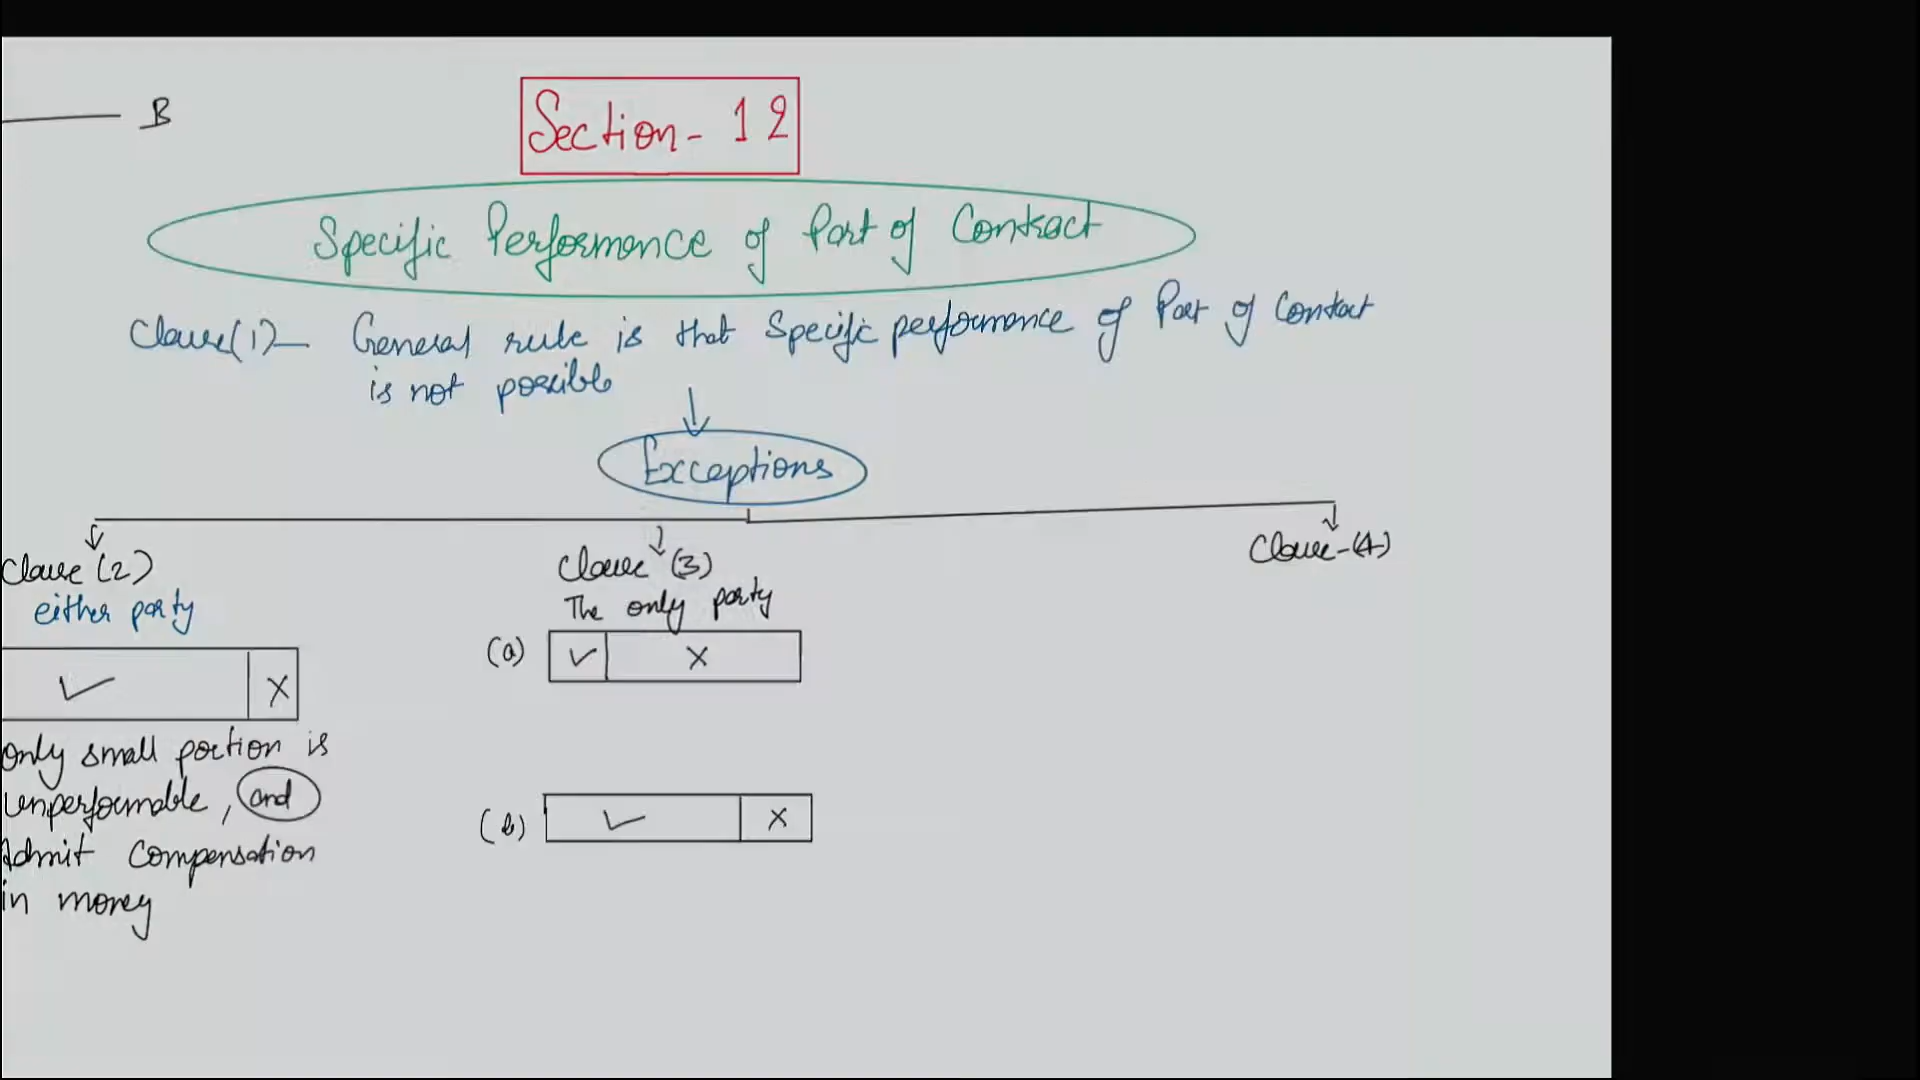 B
Section - 12
Specific Performance of Part of Contract
Clause(1)— General rule is that Specific performance of Part of Contract
is not possible
Exceptions
Clause (2)
either party
✓ X
only small portion is
unperformable, and
Admit Compensation
in money
Clause (3)
The only party
(a) ✓ X
(b) ✓ X
Clause-(4)